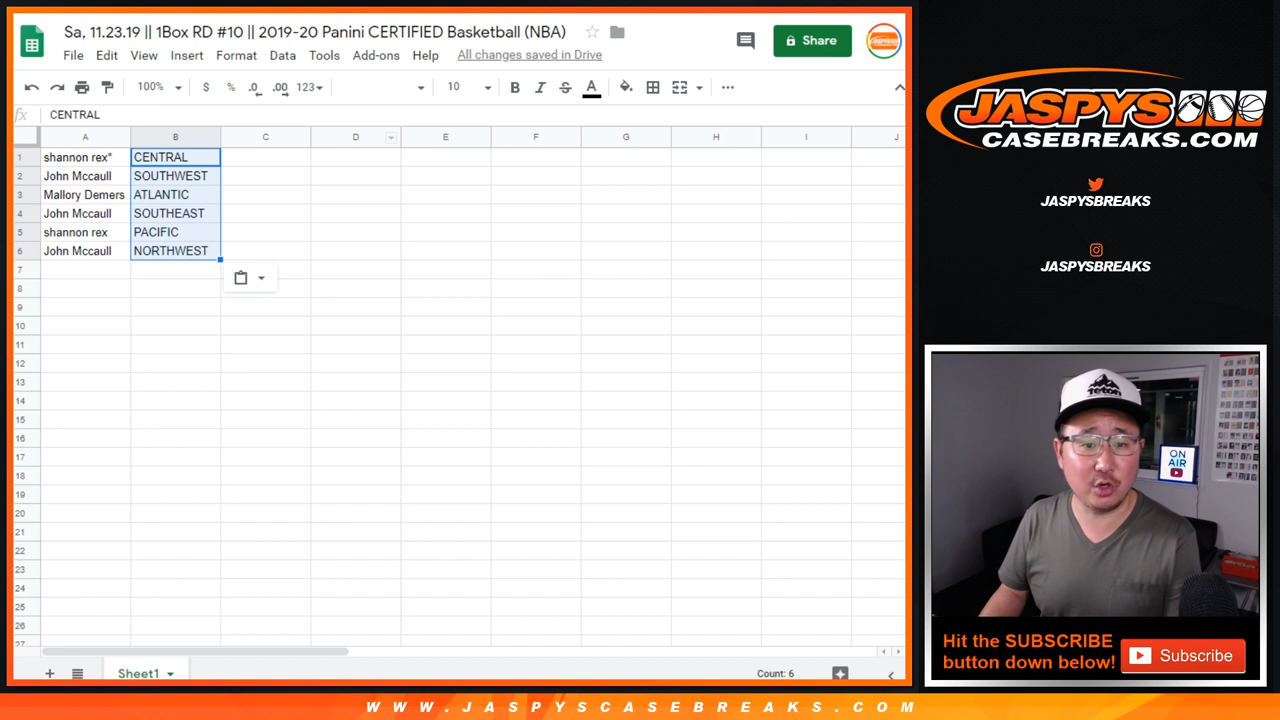 Sa, 11.23.19 || 1Box RD #10 || 2019-20 Panini CERTIFIED Basketball (NBA)
File Edit View Insert Format Data Tools Add-ons Help All changes saved in Drive
Share
100% $ % .0 .00 123 10 B I S A
fx CENTRAL
A B C D E F G H I J
1 shannon rex* CENTRAL
2 John Mccaull SOUTHWEST
3 Mallory Demers ATLANTIC
4 John Mccaull SOUTHEAST
5 shannon rex PACIFIC
6 John Mccaull NORTHWEST
7
8
9
10
11
12
13
14
15
16
17
18
19
20
21
22
23
24
25
26
27
Sheet1 Count: 6
JASPYS
CASEBREAKS.COM
JASPYSBREAKS
JASPYSBREAKS
Teton
ON
AIR
Hit the SUBSCRIBE
button down below!
Subscribe
WWW.JASPYSCASEBREAKS.COM